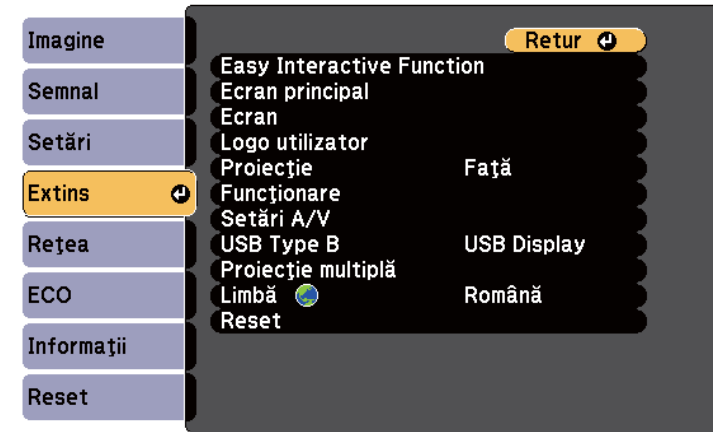 Imagine
Semnal
Setări
Extins
Reţea
ECO
Informaţii
Reset
Retur
Easy Interactive Function
Ecran principal
Ecran
Logo utilizator
Proiecţie Faţă
Funcţionare
Setări A/V
USB Type B USB Display
Proiecţie multiplă
Limbă Română
Reset